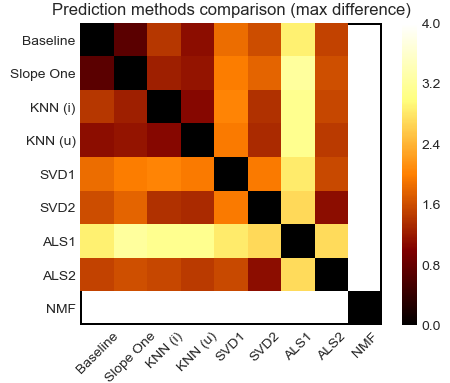 Prediction methods comparison (max difference)
Baseline
Slope One
KNN (i)
KNN (u)
SVD1
SVD2
ALS1
ALS2
NMF
Baseline
Slope One
KNN (i)
KNN (u)
SVD1
SVD2
ALS1
ALS2
NMF
4.0
3.2
2.4
1.6
0.8
0.0